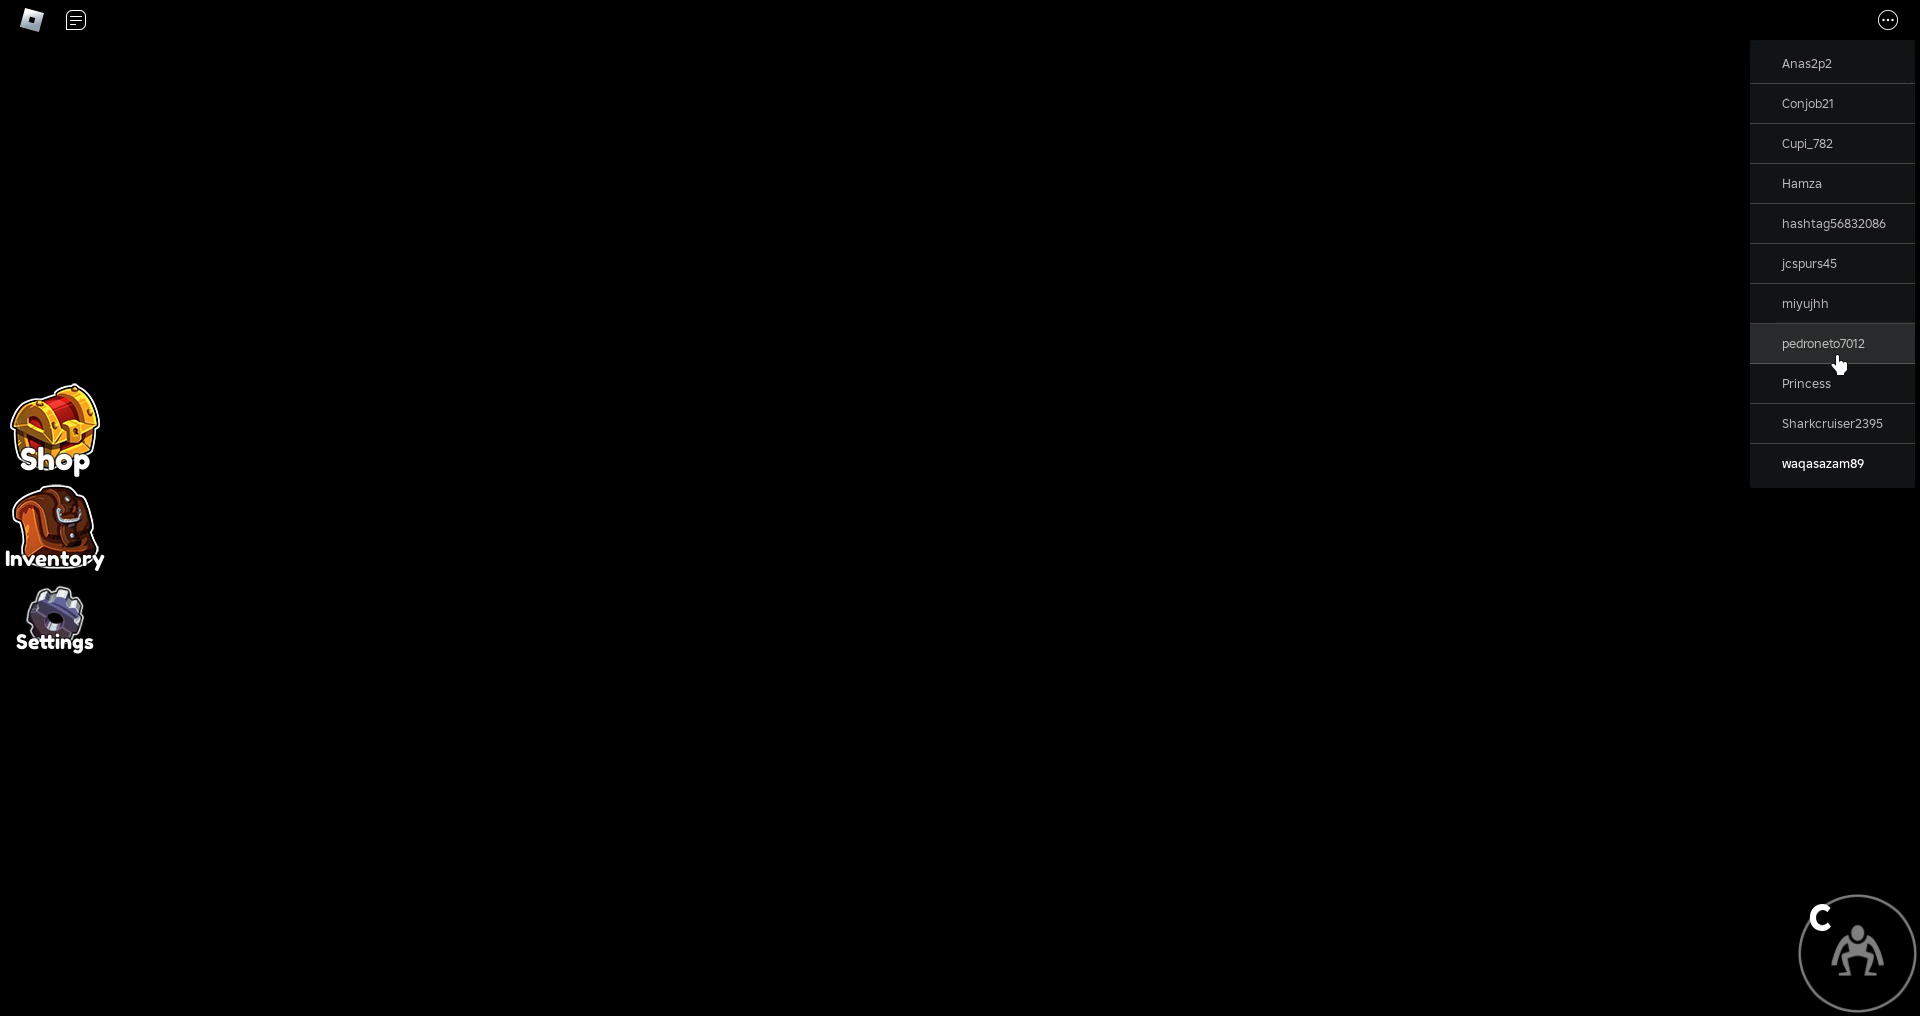 Anas2p2
Conjob21
Cupi_782
Hamza
hashtag56832086
jcspurs45
miyujhh
pedroneto7012
Princess
Sharkcruiser2395
waqasazam89
Shop
Inventory
Settings
C